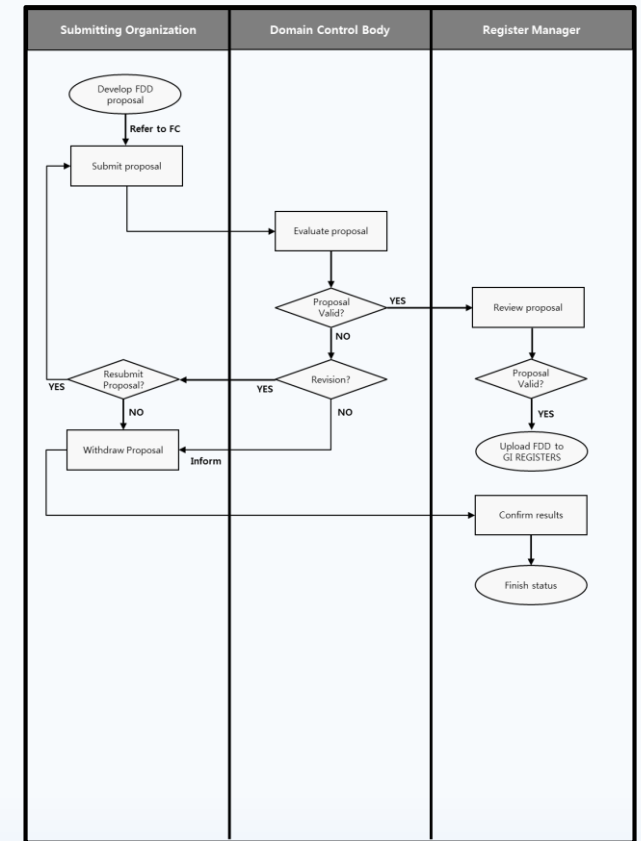 Submitting Organization
Domain Control Body
Register Manager
Develop FDD
proposal
Refer to FC
Submit proposal
Evaluate proposal
Proposal
Valid?
YES
Review proposal
NO
Resubmit
Proposal?
YES
YES
Revision?
Proposal
Valid?
NO
NO
YES
Withdraw Proposal
Inform
Upload FDD to
GI REGISTERS
Confirm results
Finish status